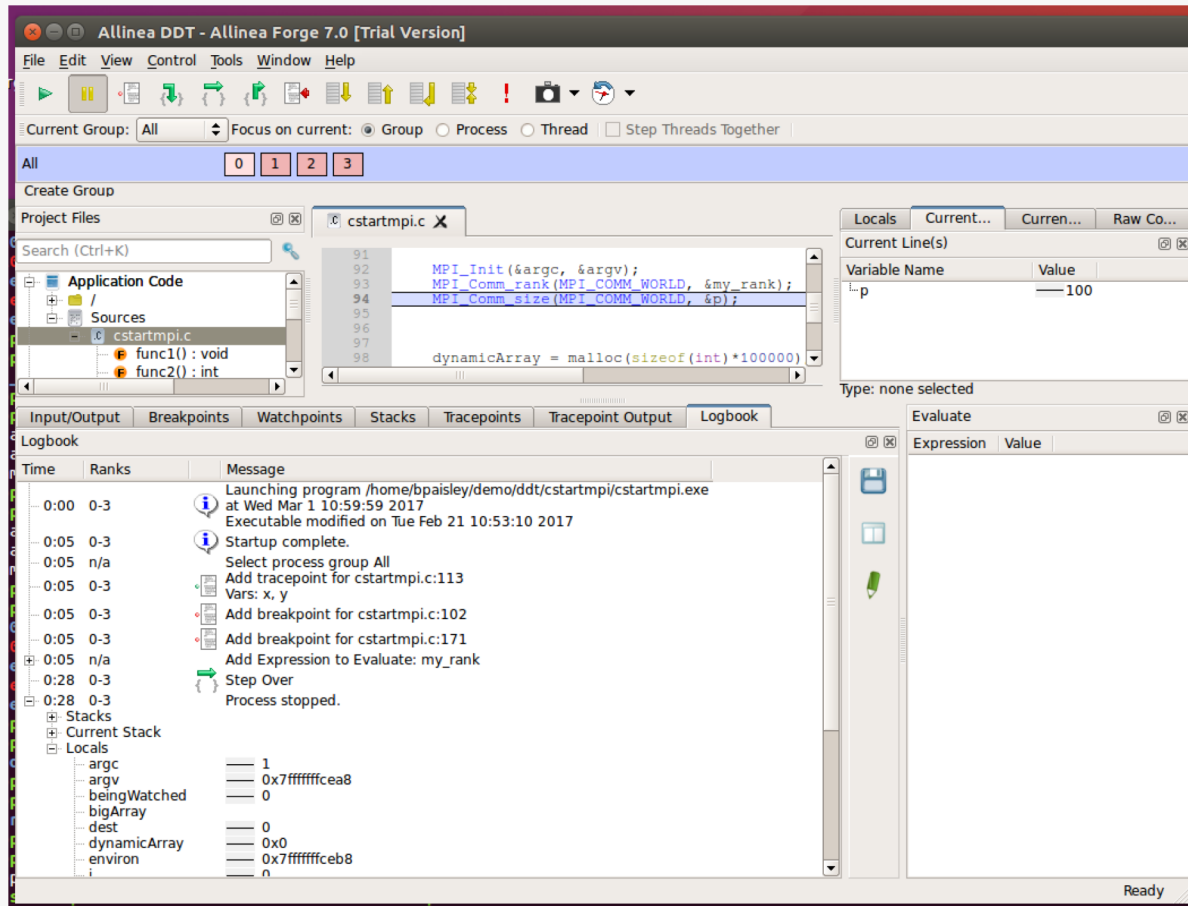 Allinea DDT - Allinea Forge 7.0 [Trial Version]
File Edit View Control Tools Window Help
Current Group: All Focus on current: Group Process Thread Step Threads Together
All 0 1 2 3
Create Group
Project Files
cstartmpi.c
Locals Current... Curren... Raw Co...
Search (Ctrl+K)
Application Code
/
Sources
cstartmpi.c
func1() : void
func2() : int
91
92 MPI_Init(&argc, &argv);
93 MPI_Comm_rank(MPI_COMM_WORLD, &my_rank);
94 MPI_Comm_size(MPI_COMM_WORLD, &p);
95
96
97
98 dynamicArray = malloc(sizeof(int)*100000)
Current Line(s)
Variable Name Value
p 100
Type: none selected
Input/Output Breakpoints Watchpoints Stacks Tracepoints Tracepoint Output Logbook
Logbook
Time Ranks Message
0:00 0-3 Launching program /home/bpaisley/demo/ddt/cstartmpi/cstartmpi.exe
at Wed Mar 1 10:59:59 2017
Executable modified on Tue Feb 21 10:53:10 2017
0:05 0-3 Startup complete.
0:05 n/a Select process group All
0:05 0-3 Add tracepoint for cstartmpi.c:113
Vars: x, y
0:05 0-3 Add breakpoint for cstartmpi.c:102
0:05 0-3 Add breakpoint for cstartmpi.c:171
0:05 n/a Add Expression to Evaluate: my_rank
0:28 0-3 Step Over
0:28 0-3 Process stopped.
Stacks
Current Stack
Locals
argc 1
argv 0x7fffffffcea8
beingWatched 0
bigArray
dest 0
dynamicArray 0x0
environ 0x7fffffffceb8
i 0
Evaluate
Expression Value
Ready